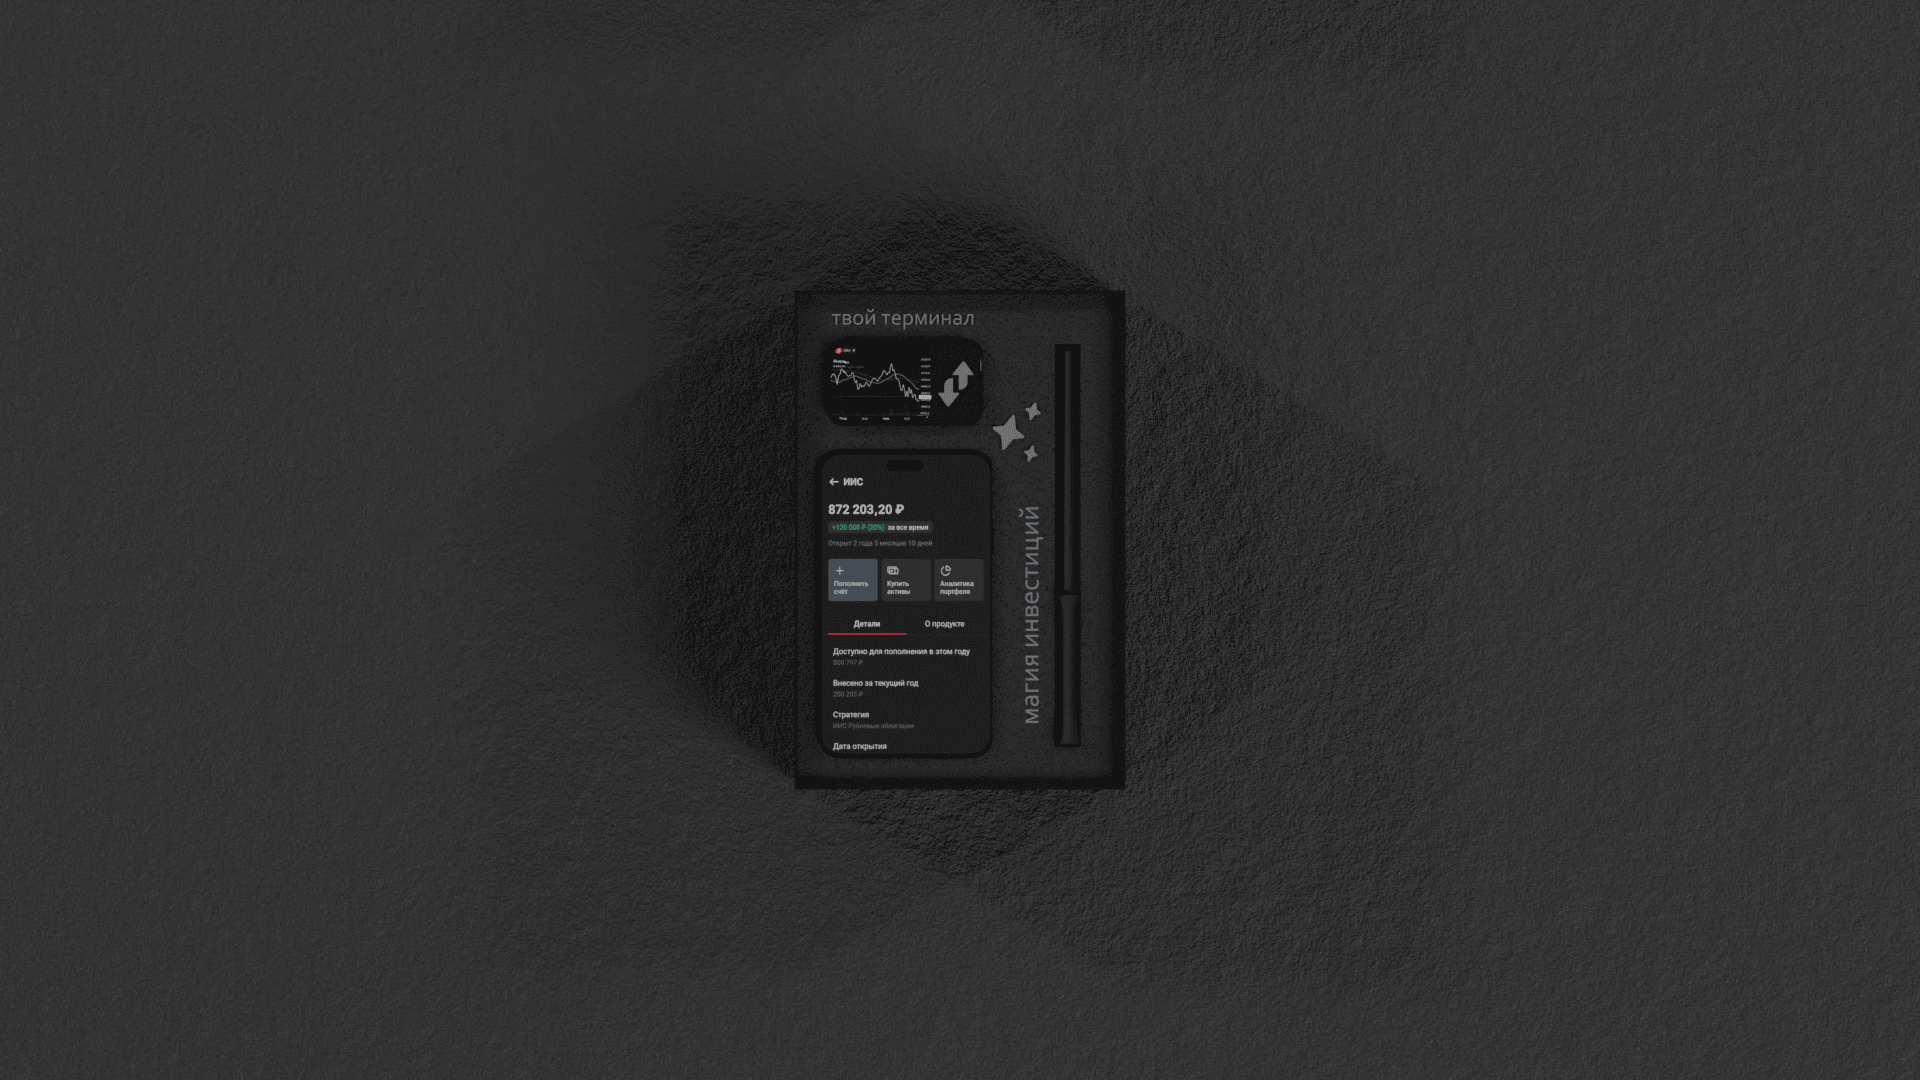 твой терминал
ИИС
872 203,20 ₽
+120 000 ₽ (20%) за все время
Открыт 2 года 5 месяцев 10 дней
Пополнить
счёт
Купить
активы
Аналитика
портфеля
Детали
О продукте
Доступно для пополнения в этом году
800 797 ₽
Внесено за текущий год
200 203 ₽
Стратегия
ИИС Рублевые облигации
Дата открытия
магия инвестиций